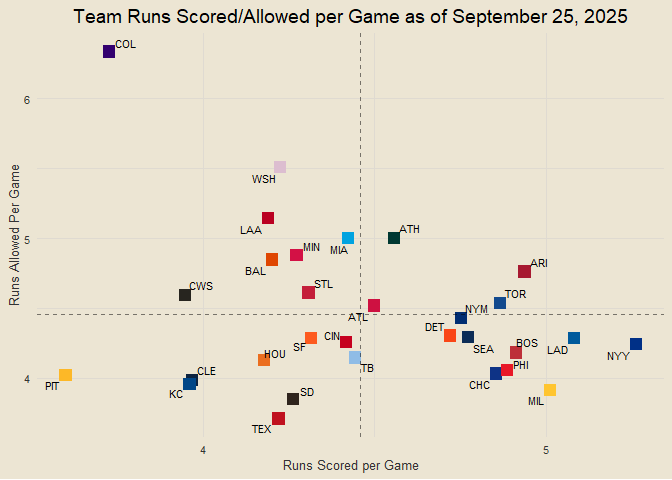 Team Runs Scored/Allowed per Game as of September 25, 2025
COL
6
WSH
LAA
MIN
MIA
ATH
5
BAL
ARI
CWS
STL
TOR
ATL
NYM
DET
SF
CIN
SEA
BOS
LAD
NYY
HOU
TB
PHI
CHC
4
PIT
CLE
KC
SD
MIL
TEX
4
5
Runs Scored per Game
Runs Allowed Per Game